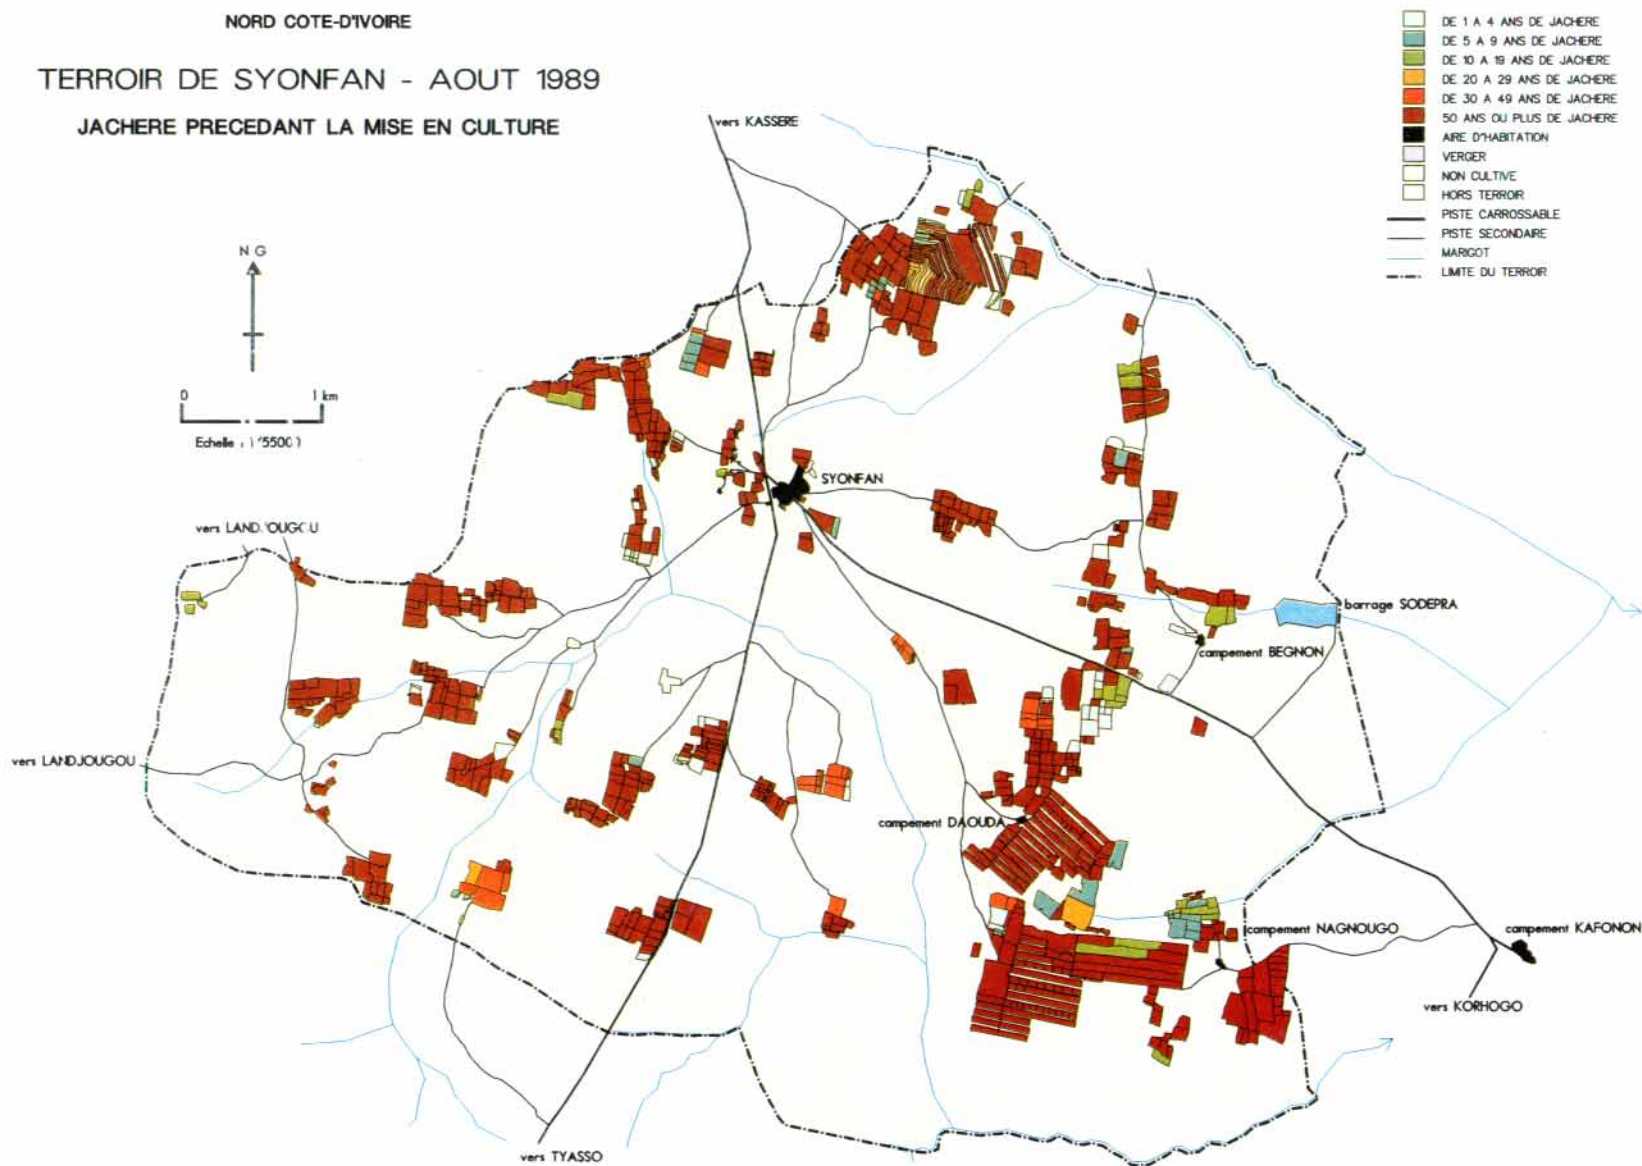 NORD COTE-D'IVOIRE
TERROIR DE SYONFAN - AOUT 1989
JACHERE PRECEDANT LA MISE EN CULTURE
DE 1 A 4 ANS DE JACHERE
DE 5 A 9 ANS DE JACHERE
DE 10 A 19 ANS DE JACHERE
DE 20 A 29 ANS DE JACHERE
DE 30 A 49 ANS DE JACHERE
50 ANS OU PLUS DE JACHERE
AIRE D'HABITATION
VERGER
NON CULTIVE
HORS TERROIR
PISTE CARROSSABLE
PISTE SECONDAIRE
MARIGOT
LIMITE DU TERROIR
N G
0 1 km
Echelle
vers KASSERE
SYONFAN
vers
barrage SODEPRA
campement BEGNON
vers LANDJOUGOU
campement DAOUDA
campement NAGNOUGO
campement KAFONON
vers KORHOGO
vers TYASSO